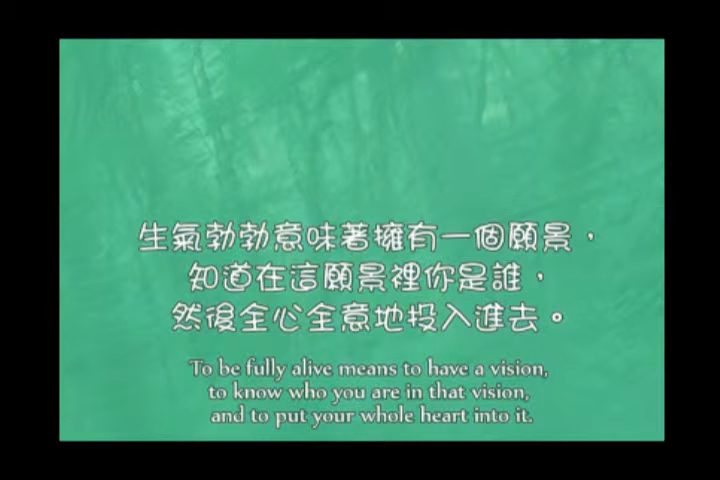 生氣勃勃意味著擁有一個願景，
知道在這願景裡你是誰，
然後全心全意地投入進去。
To be fully alive means to have a vision,
to know who you are in that vision,
and to put your whole heart into it.